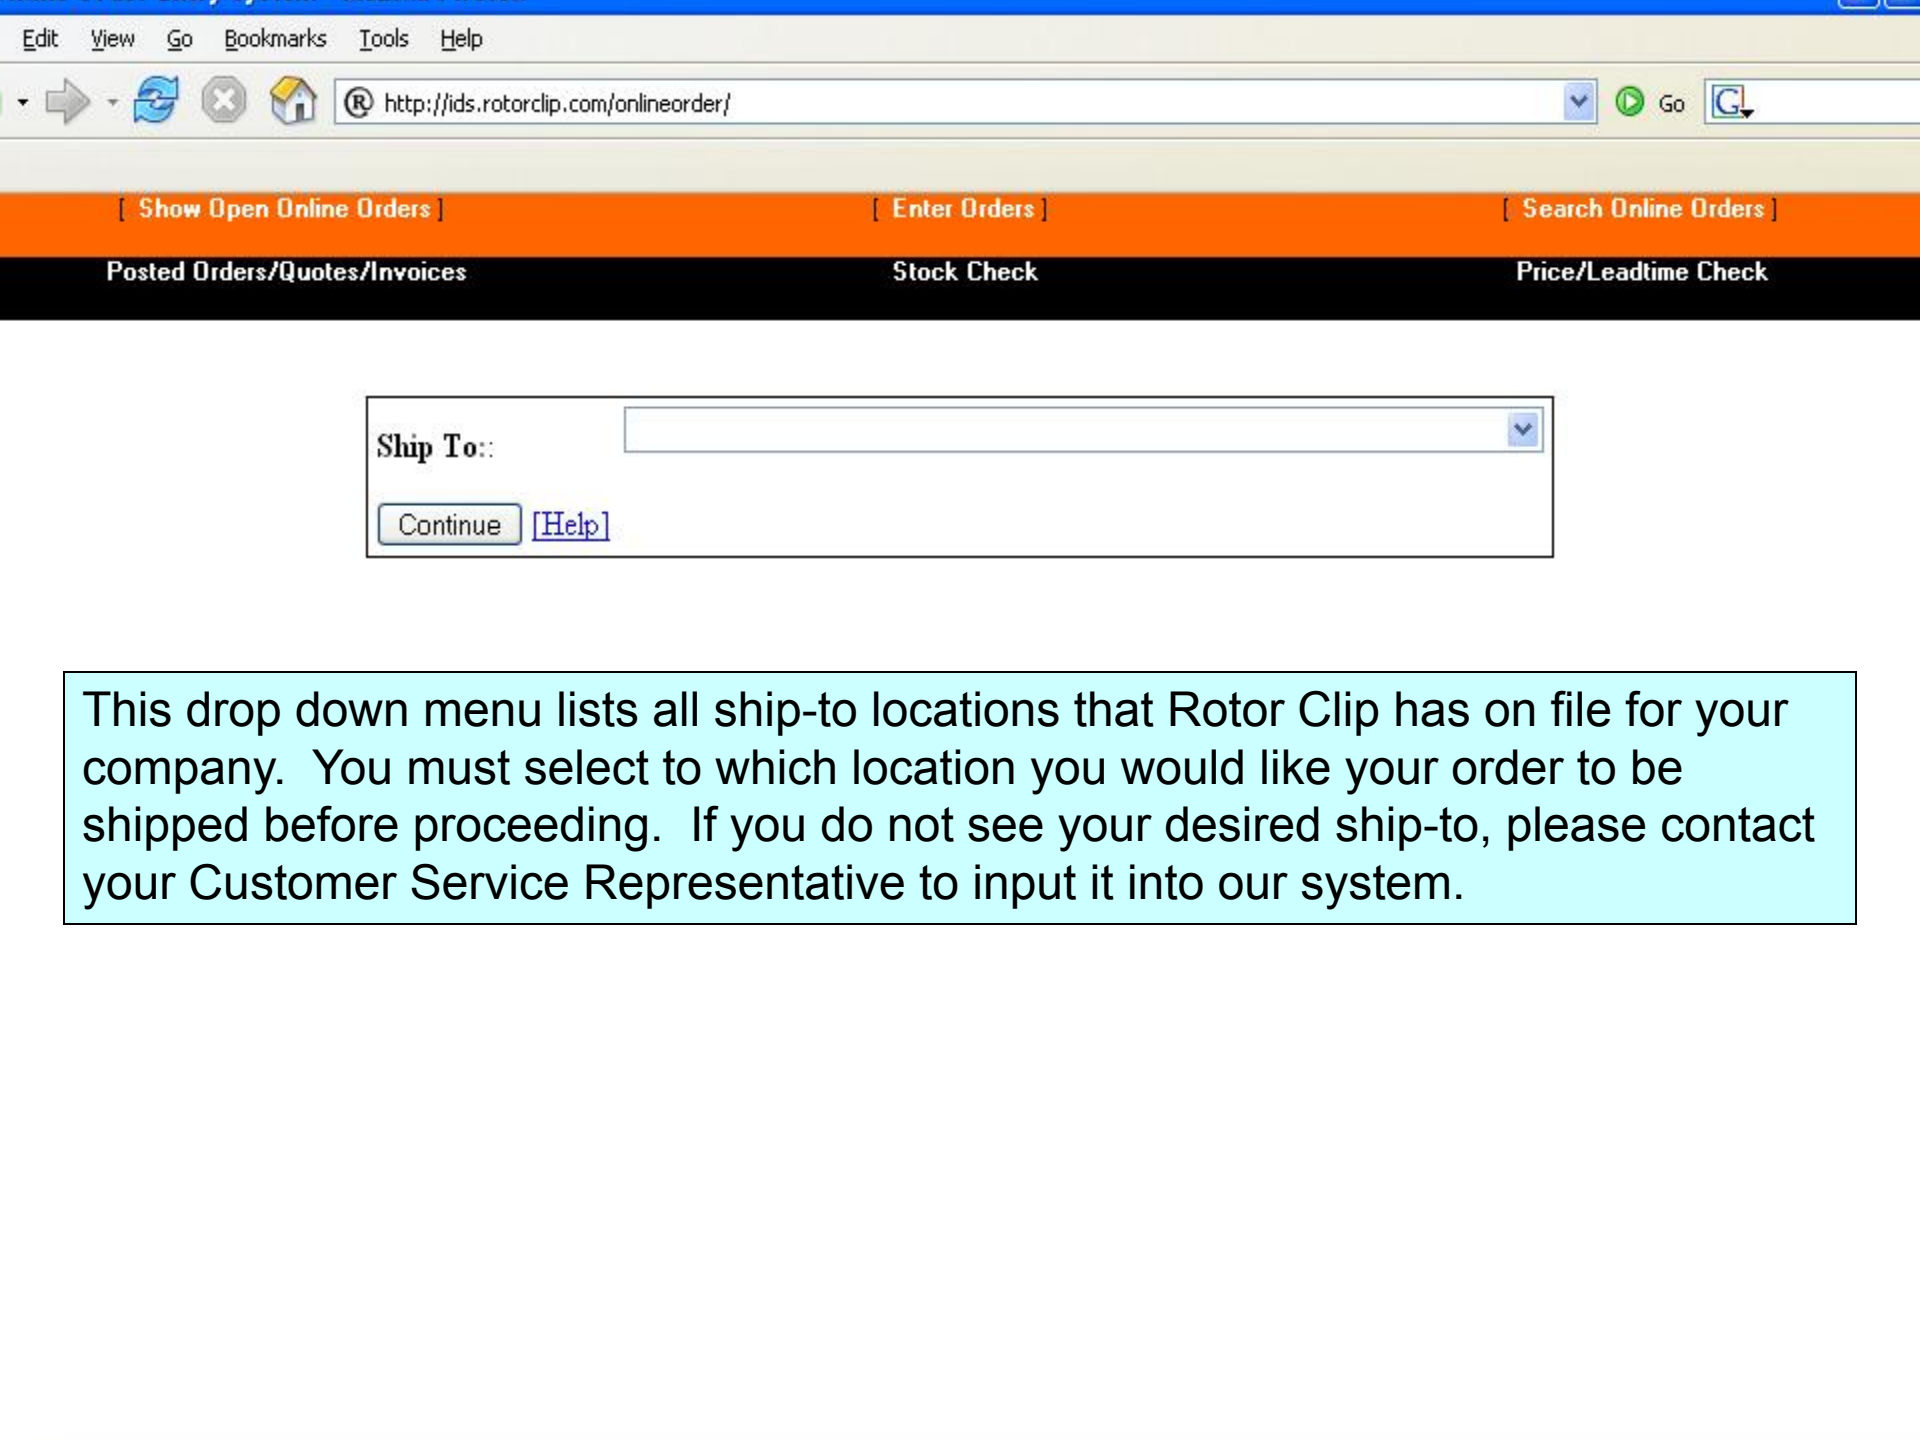 Edit View Go Bookmarks Tools Help
http://ids.rotorclip.com/onlineorder/ Go
[ Show Open Online Orders ] [ Enter Orders ] [ Search Online Orders ]
Posted Orders/Quotes/Invoices Stock Check Price/Leadtime Check
Ship To::
Continue [Help]
This drop down menu lists all ship-to locations that Rotor Clip has on file for your
company.  You must select to which location you would like your order to be
shipped before proceeding.  If you do not see your desired ship-to, please contact
your Customer Service Representative to input it into our system.